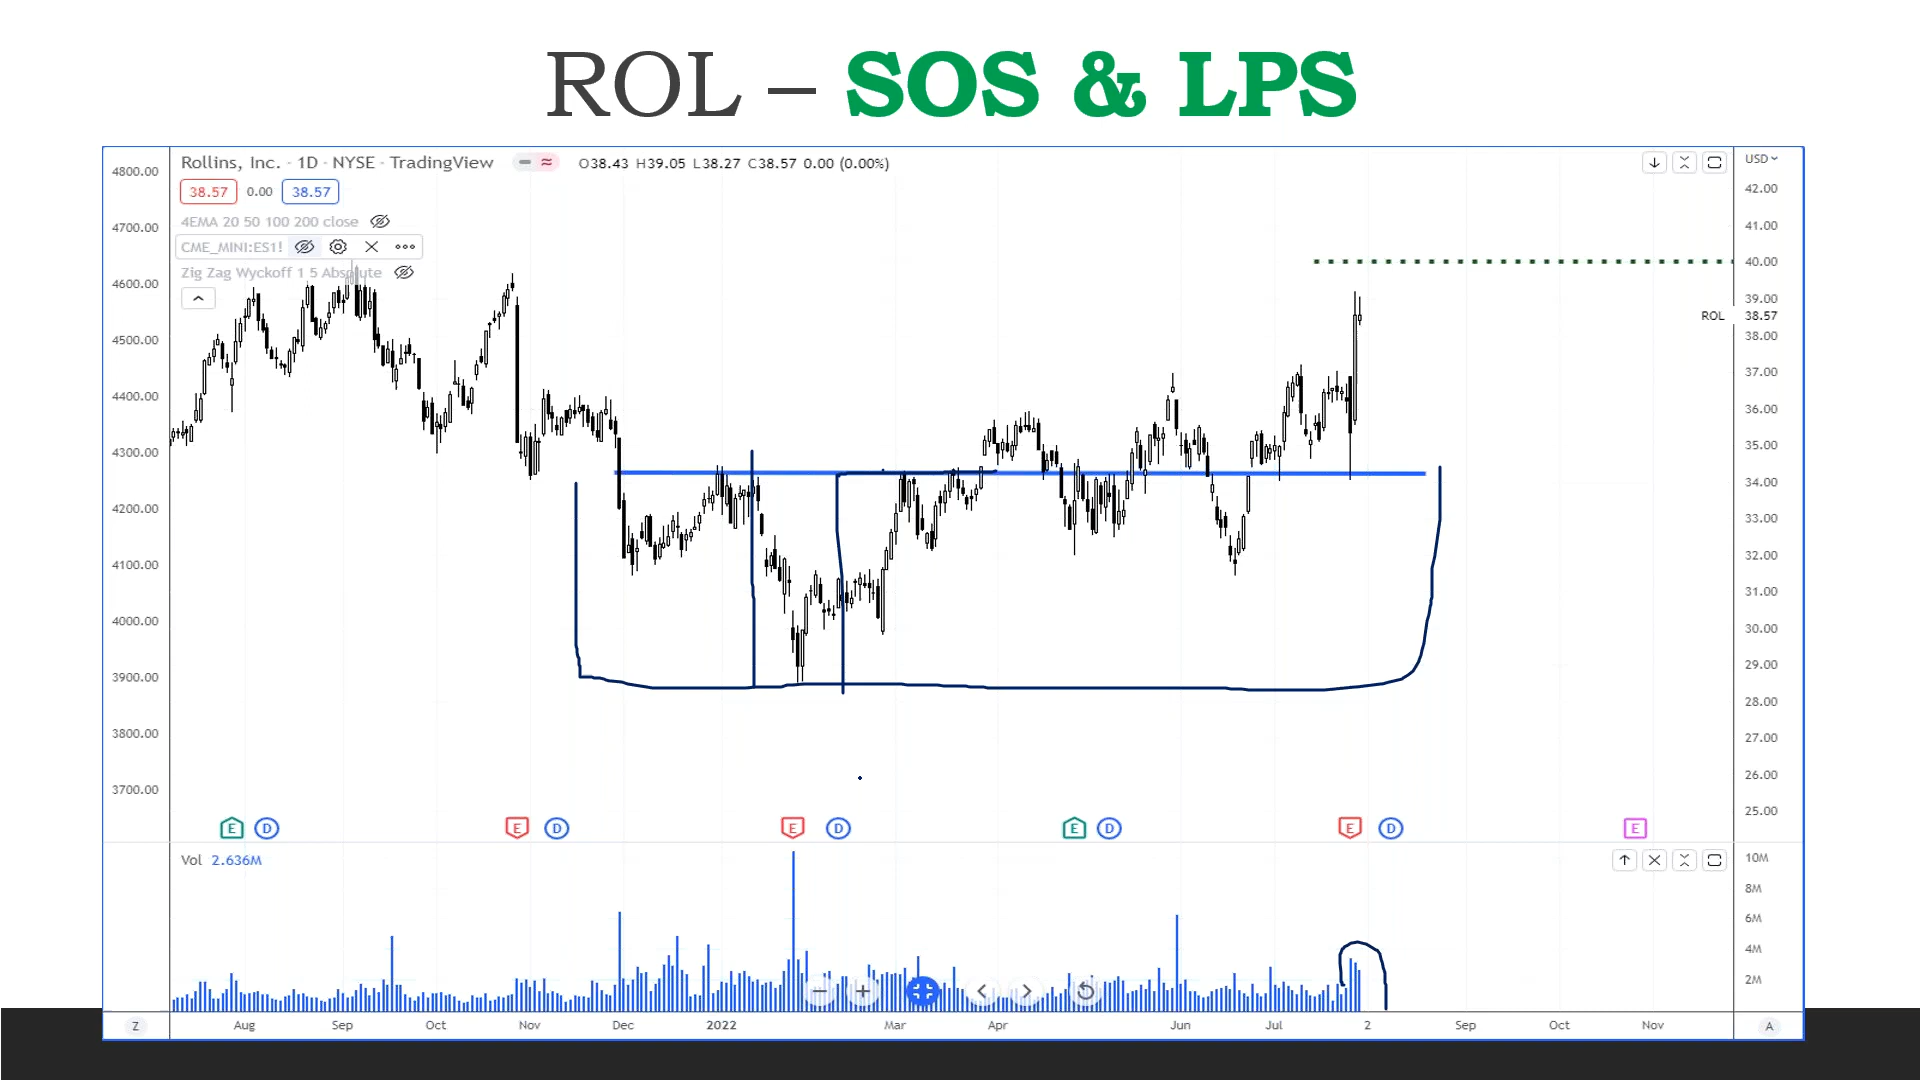 ROL – SOS & LPS
Rollins, Inc. · 1D · NYSE · TradingView O38.43 H39.05 L38.27 C38.57 0.00 (0.00%)
38.57 0.00 38.57
4EMA 20 50 100 200 close
CME_MINI:ES1!
Zig Zag Wyckoff 1 5 Absolute
4800.00
4700.00
4600.00
4500.00
4400.00
4300.00
4200.00
4100.00
4000.00
3900.00
3800.00
3700.00
USD
42.00
41.00
40.00
39.00
ROL 38.57
38.00
37.00
36.00
35.00
34.00
33.00
32.00
31.00
30.00
29.00
28.00
27.00
26.00
25.00
E D E D E D E D E D E
Vol 2.636M
10M
8M
6M
4M
2M
Z Aug Sep Oct Nov Dec 2022 Mar Apr Jun Jul 2 Sep Oct Nov A